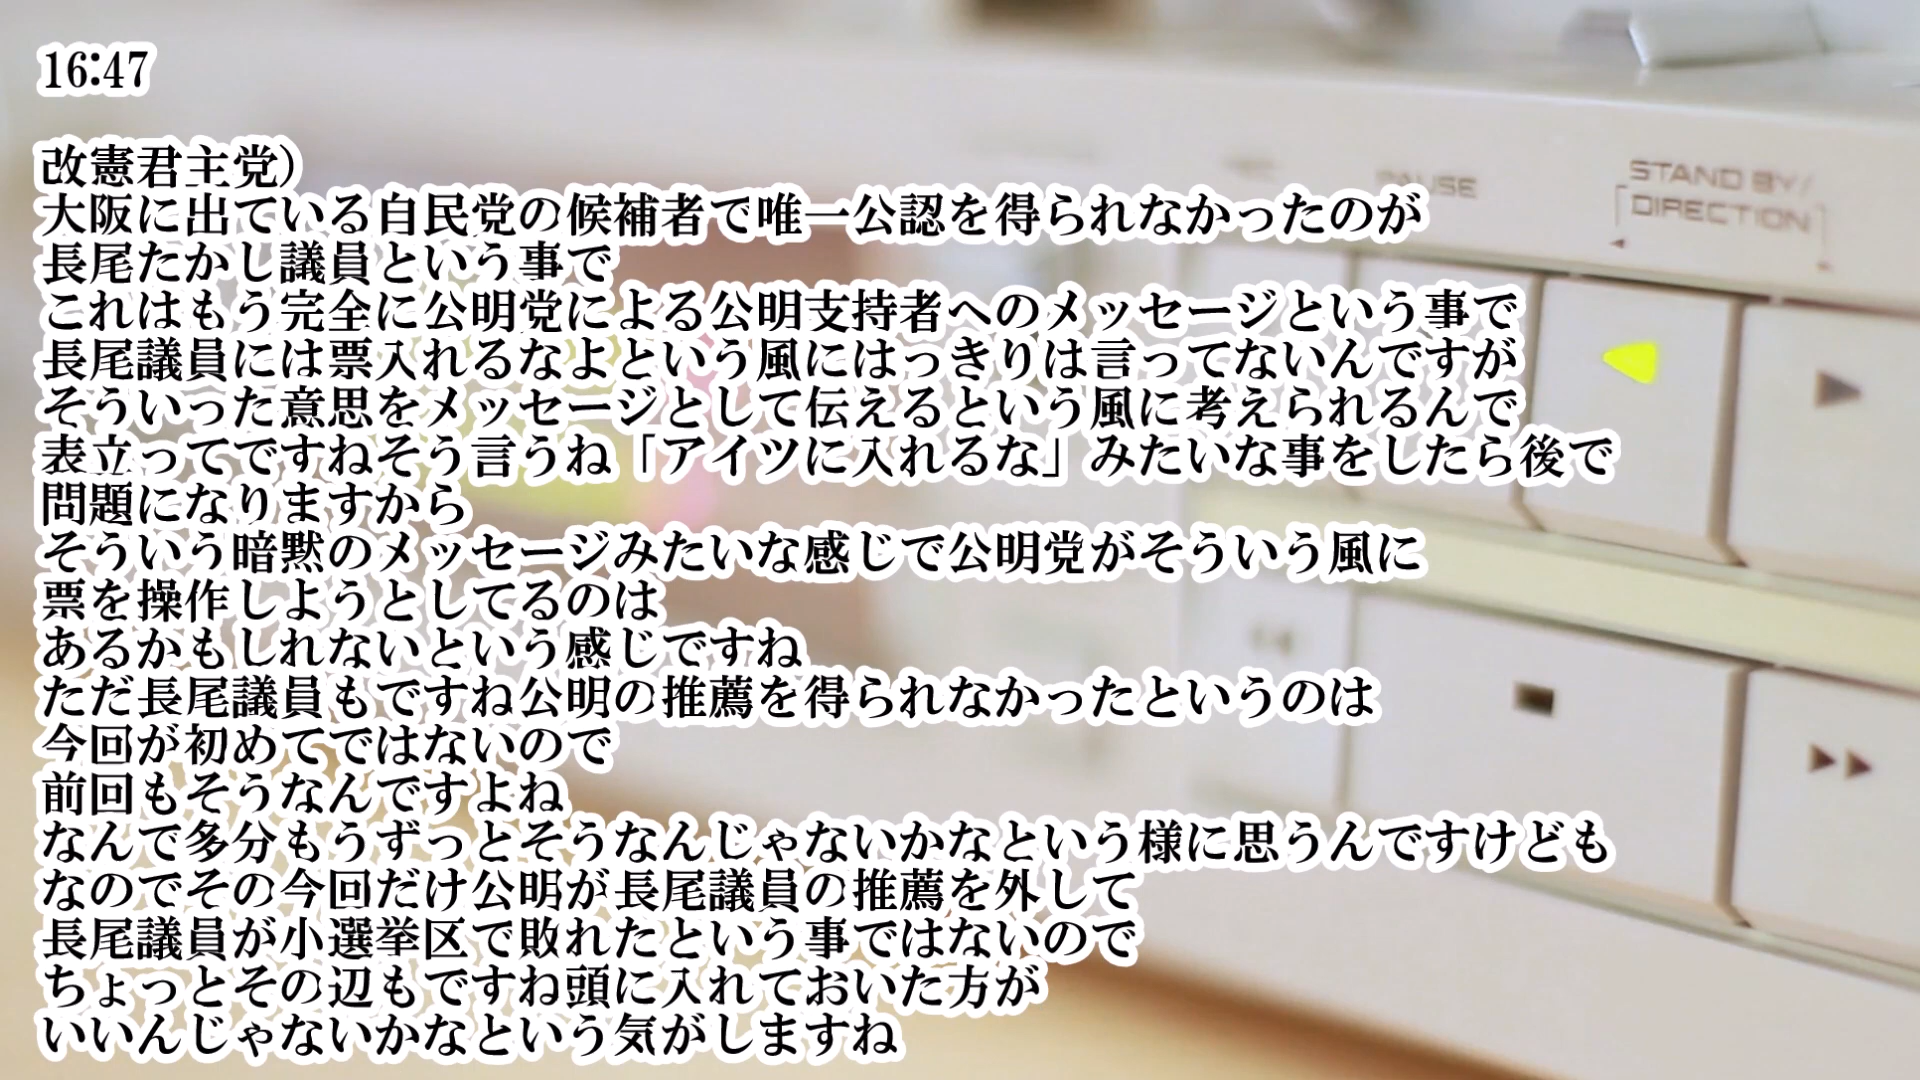 16:47
改憲君主党）
大阪に出ている自民党の候補者で唯一公認を得られなかったのが
長尾たかし議員という事で
これはもう完全に公明党による公明支持者へのメッセージという事で
長尾議員には票入れるなよという風にはっきりは言ってないんですが
そういった意思をメッセージとして伝えるという風に考えられるんで
表立ってですねそう言うね「アイツに入れるな」みたいな事をしたら後で
問題になりますから
そういう暗黙のメッセージみたいな感じで公明党がそういう風に
票を操作しようとしてるのは
あるかもしれないという感じですね
ただ長尾議員もですね公明の推薦を得られなかったというのは
今回が初めてではないので
前回もそうなんですよね
なんで多分もうずっとそうなんじゃないかなという様に思うんですけども
なのでその今回だけ公明が長尾議員の推薦を外して
長尾議員が小選挙区で敗れたという事ではないので
ちょっとその辺もですね頭に入れておいた方が
いいんじゃないかなという気がしますね
PAUSE
STAND BY/
DIRECTION